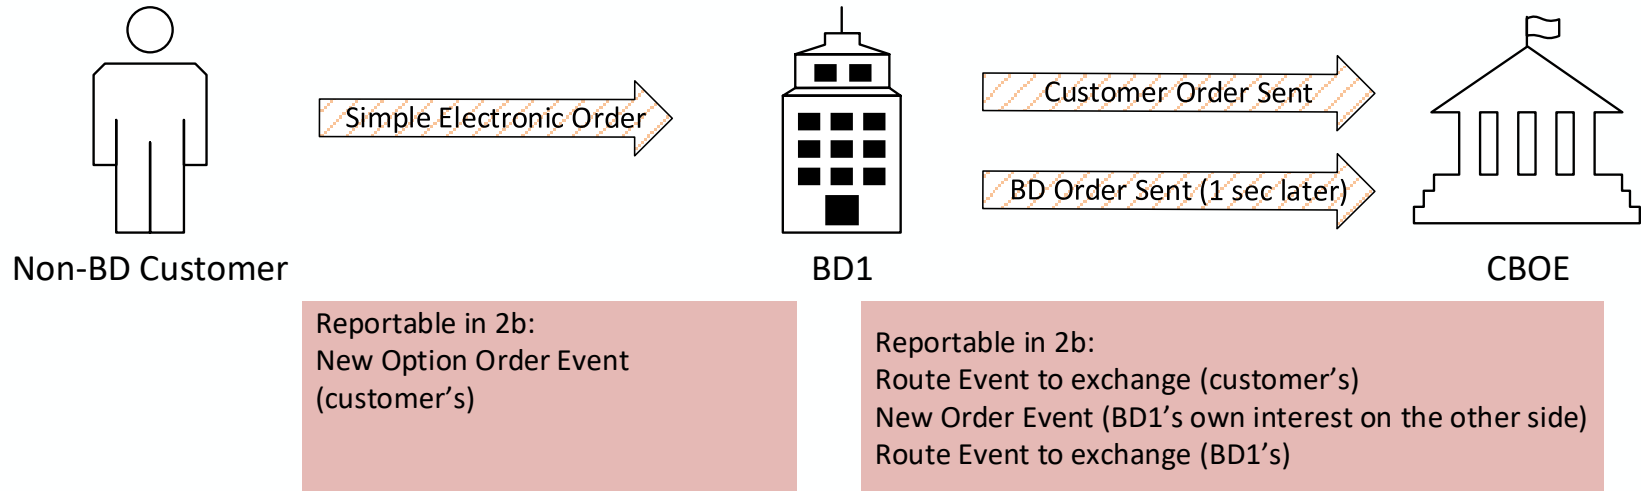 Simple Electronic Order
Customer Order Sent
BD Order Sent (1 sec later)
Non-BD Customer
BD1
CBOE
Reportable in 2b:
New Option Order Event
(customer’s)
Reportable in 2b:
Route Event to exchange (customer’s)
New Order Event (BD1’s own interest on the other side)
Route Event to exchange (BD1’s)